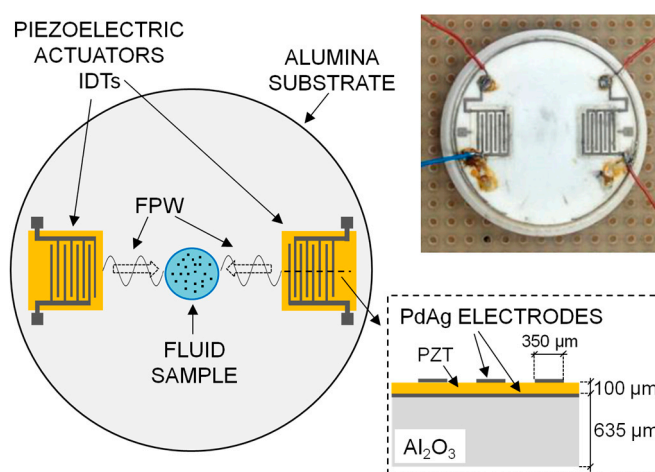 PIEZOELECTRIC
ACTUATORS
IDTs
ALUMINA
SUBSTRATE
FPW
FLUID
SAMPLE
PdAg ELECTRODES
PZT
350 µm
100 µm
635 µm
Al₂O₃